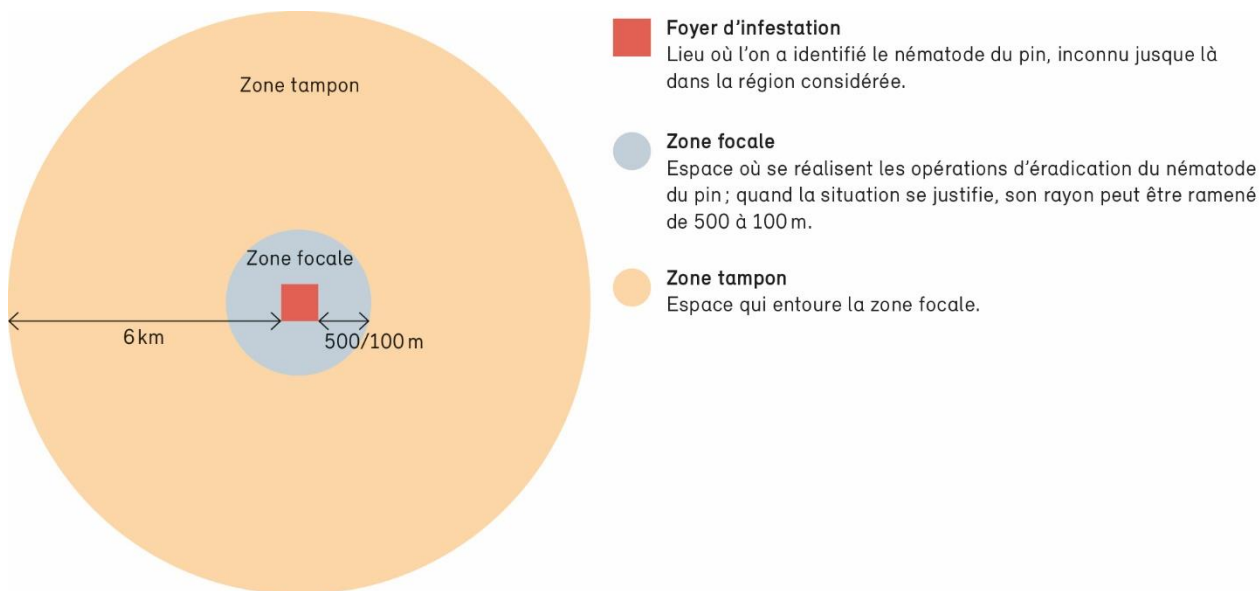 Zone tampon
Zone focale
6 km
500/100 m
Foyer d’infestation
Lieu où l’on a identifié le nématode du pin, inconnu jusque là
dans la région considérée.
Zone focale
Espace où se réalisent les opérations d’éradication du nématode
du pin ; quand la situation se justifie, son rayon peut être ramené
de 500 à 100 m.
Zone tampon
Espace qui entoure la zone focale.